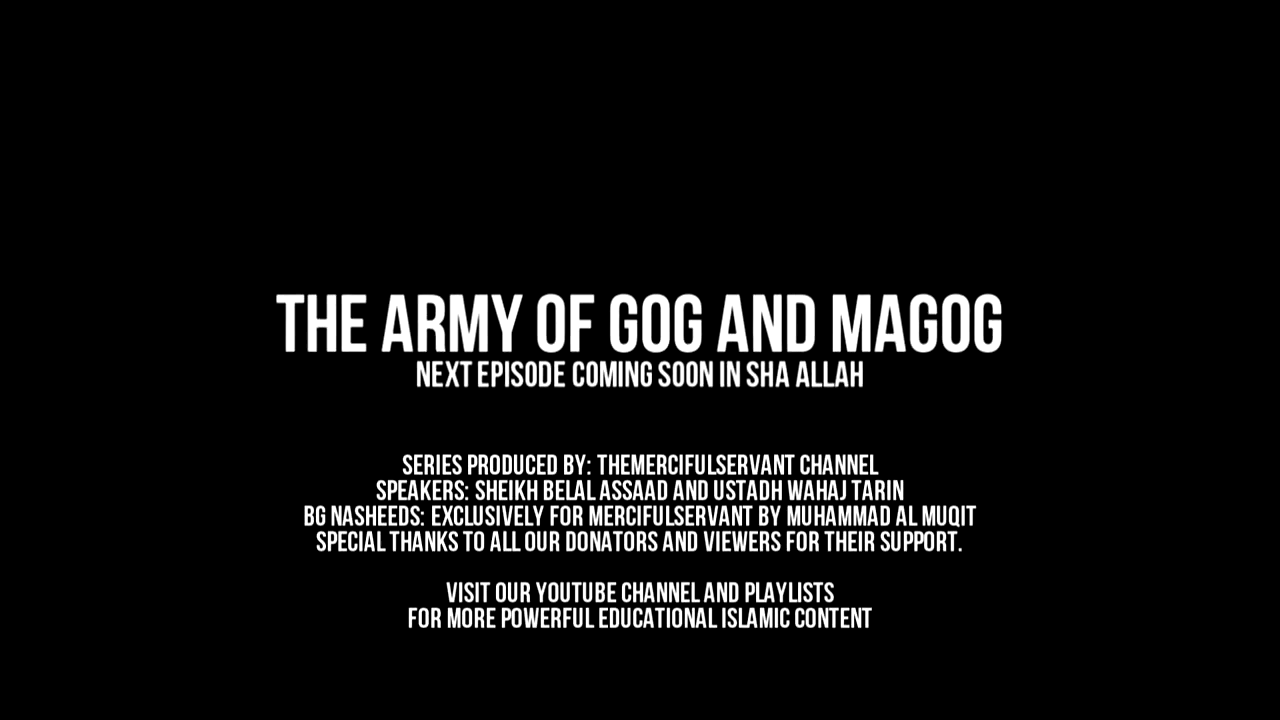 THE ARMY OF GOG AND MAGOG
NEXT EPISODE COMING SOON IN SHA ALLAH
SERIES PRODUCED BY: THEMERCIFULSERVANT CHANNEL
SPEAKERS: SHEIKH BELAL ASSAAD AND USTADH WAHAJ TARIN
BG NASHEEDS: EXCLUSIVELY FOR MERCIFULSERVANT BY MUHAMMAD AL MUQIT
SPECIAL THANKS TO ALL OUR DONATORS AND VIEWERS FOR THEIR SUPPORT.
VISIT OUR YOUTUBE CHANNEL AND PLAYLISTS
FOR MORE POWERFUL EDUCATIONAL ISLAMIC CONTENT